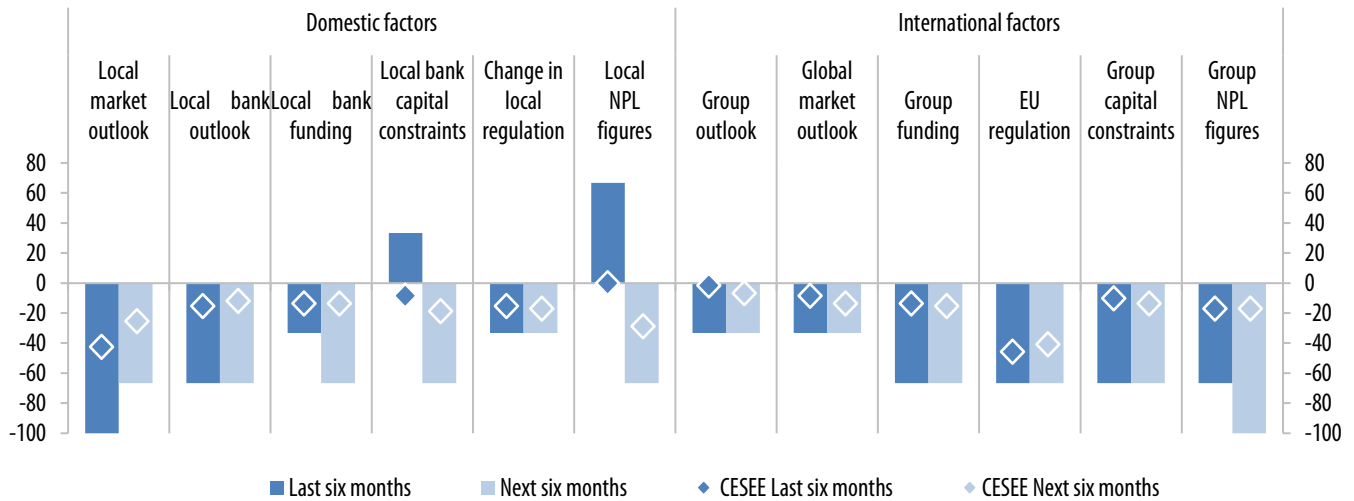 Domestic factors International factors
Local market outlook
Local bank outlook
Local bank funding
Local bank capital constraints
Change in local regulation
Local NPL figures
Group outlook
Global market outlook
Group funding
EU regulation
Group capital constraints
Group NPL figures
80 80
60 60
40 40
20 20
0 0
-20 -20
-40 -40
-60 -60
-80 -80
-100 -100
Last six months Next six months CESEE Last six months CESEE Next six months